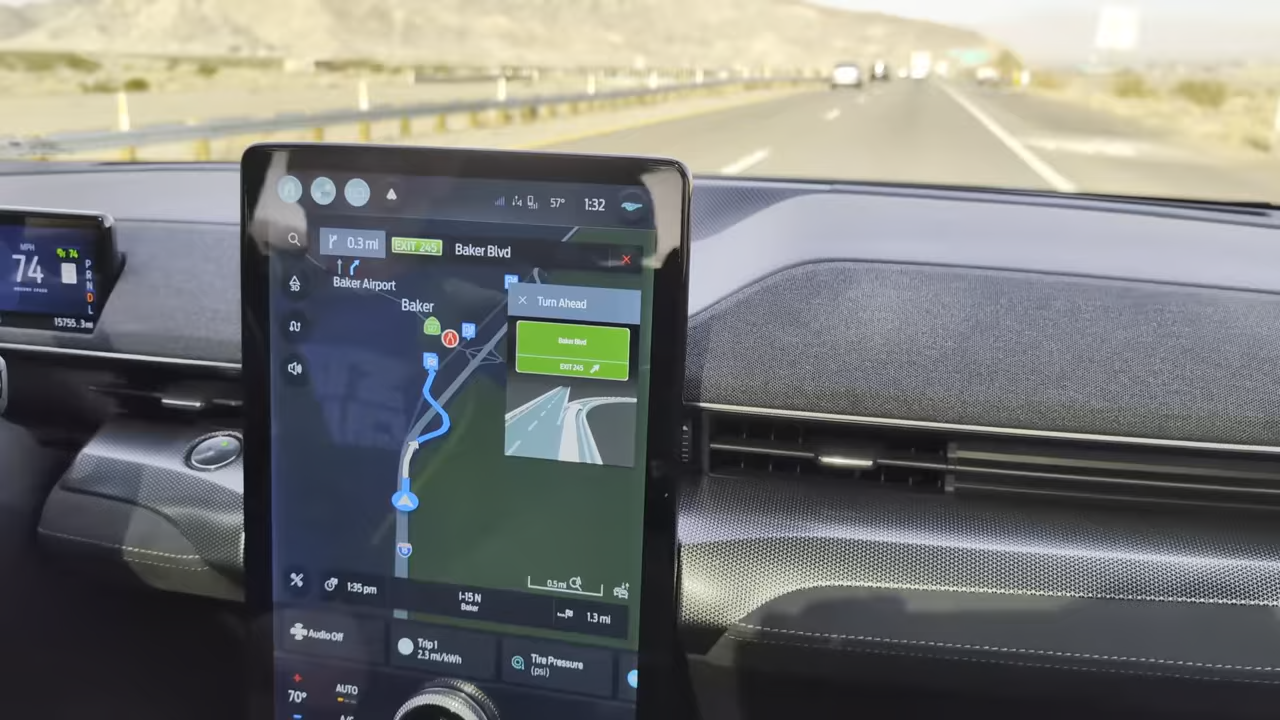 57° 1:32
0.3 mi EXIT 245 Baker Blvd
Baker Airport
Baker
Turn Ahead
Baker Blvd
EXIT 245
MPH
74
74
P
R
N
D
L
15755.3 mi
3D
0.5 mi
1:35 pm
I-15 N
Baker
1.3 mi
Audio Off
Trip 1
2.3 mi/kWh
Tire Pressure
(psi)
70°
AUTO
A/C